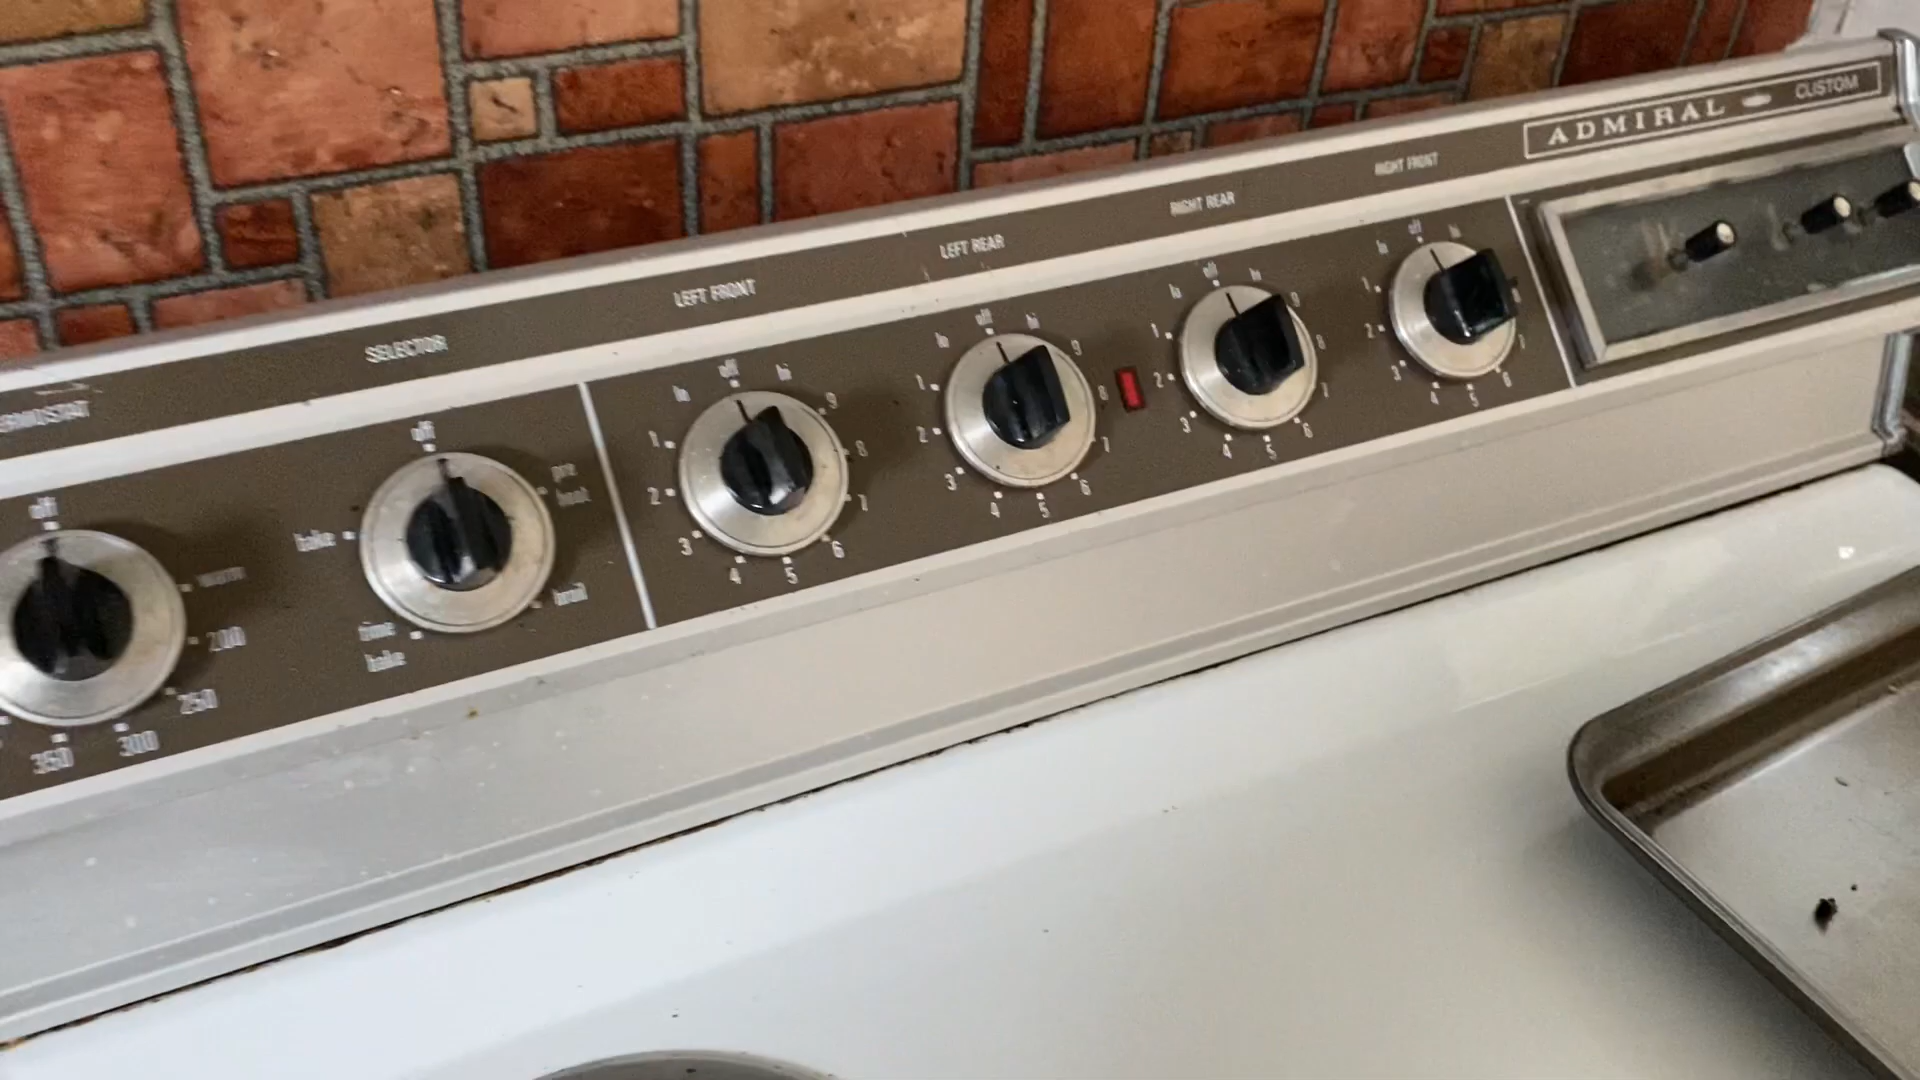 ADMIRAL CUSTOM
RIGHT FRONT
RIGHT REAR
LEFT REAR
LEFT FRONT
SELECTOR
off
warm
200
250
300
350
off
pre
heat
broil
time
bake
bake
off
hi
9
8
7
6
5
4
3
2
1
lo
off
hi
9
8
7
6
5
4
3
2
1
lo
off
hi
9
8
7
6
5
4
3
2
1
lo
off
hi
7
6
5
4
3
2
1
lo